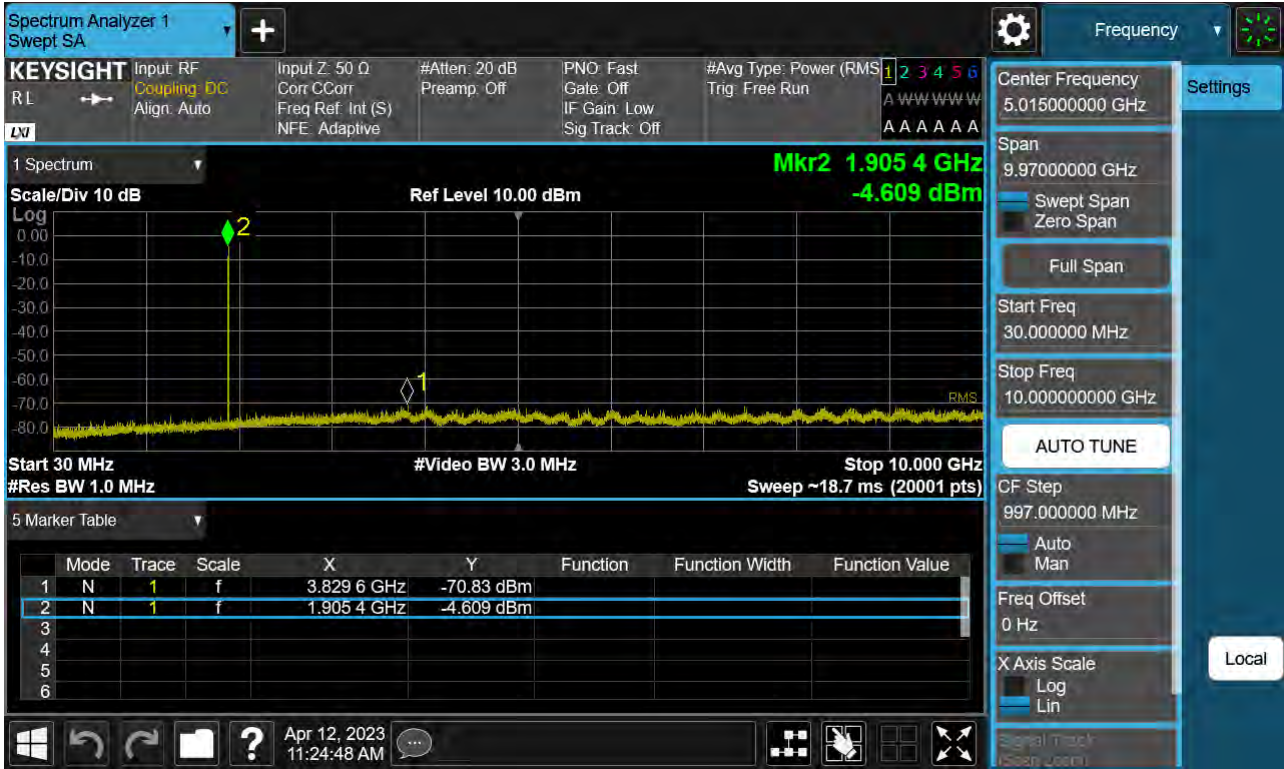 Spectrum Analyzer 1
Swept SA
+
Frequency
KEYSIGHT
RL
LXI
Input: RF
Coupling: DC
Align: Auto
Input Z: 50 Ω
Corr CCorr
Freq Ref: Int (S)
NFE: Adaptive
#Atten: 20 dB
Preamp: Off
PNO: Fast
Gate: Off
IF Gain: Low
Sig Track: Off
#Avg Type: Power (RMS
Trig: Free Run
1 2 3 4 5 6
A W W W W W
A A A A A A
Center Frequency
5.015000000 GHz
Settings
Span
9.97000000 GHz
Swept Span
Zero Span
Full Span
Start Freq
30.000000 MHz
Stop Freq
10.000000000 GHz
AUTO TUNE
CF Step
997.000000 MHz
Auto
Man
Freq Offset
0 Hz
X Axis Scale
Log
Lin
Signal Track
(Span Zoom)
Local
1 Spectrum
Mkr2 1.905 4 GHz
-4.609 dBm
Scale/Div 10 dB
Ref Level 10.00 dBm
Log
0.00
-10.0
-20.0
-30.0
-40.0
-50.0
-60.0
-70.0
-80.0
2
1
RMS
Start 30 MHz
#Video BW 3.0 MHz
Stop 10.000 GHz
#Res BW 1.0 MHz
Sweep ~18.7 ms (20001 pts)
5 Marker Table
Mode Trace Scale X Y Function Function Width Function Value
1 N 1 f 3.829 6 GHz -70.83 dBm
2 N 1 f 1.905 4 GHz -4.609 dBm
3
4
5
6
?
Apr 12, 2023
11:24:48 AM